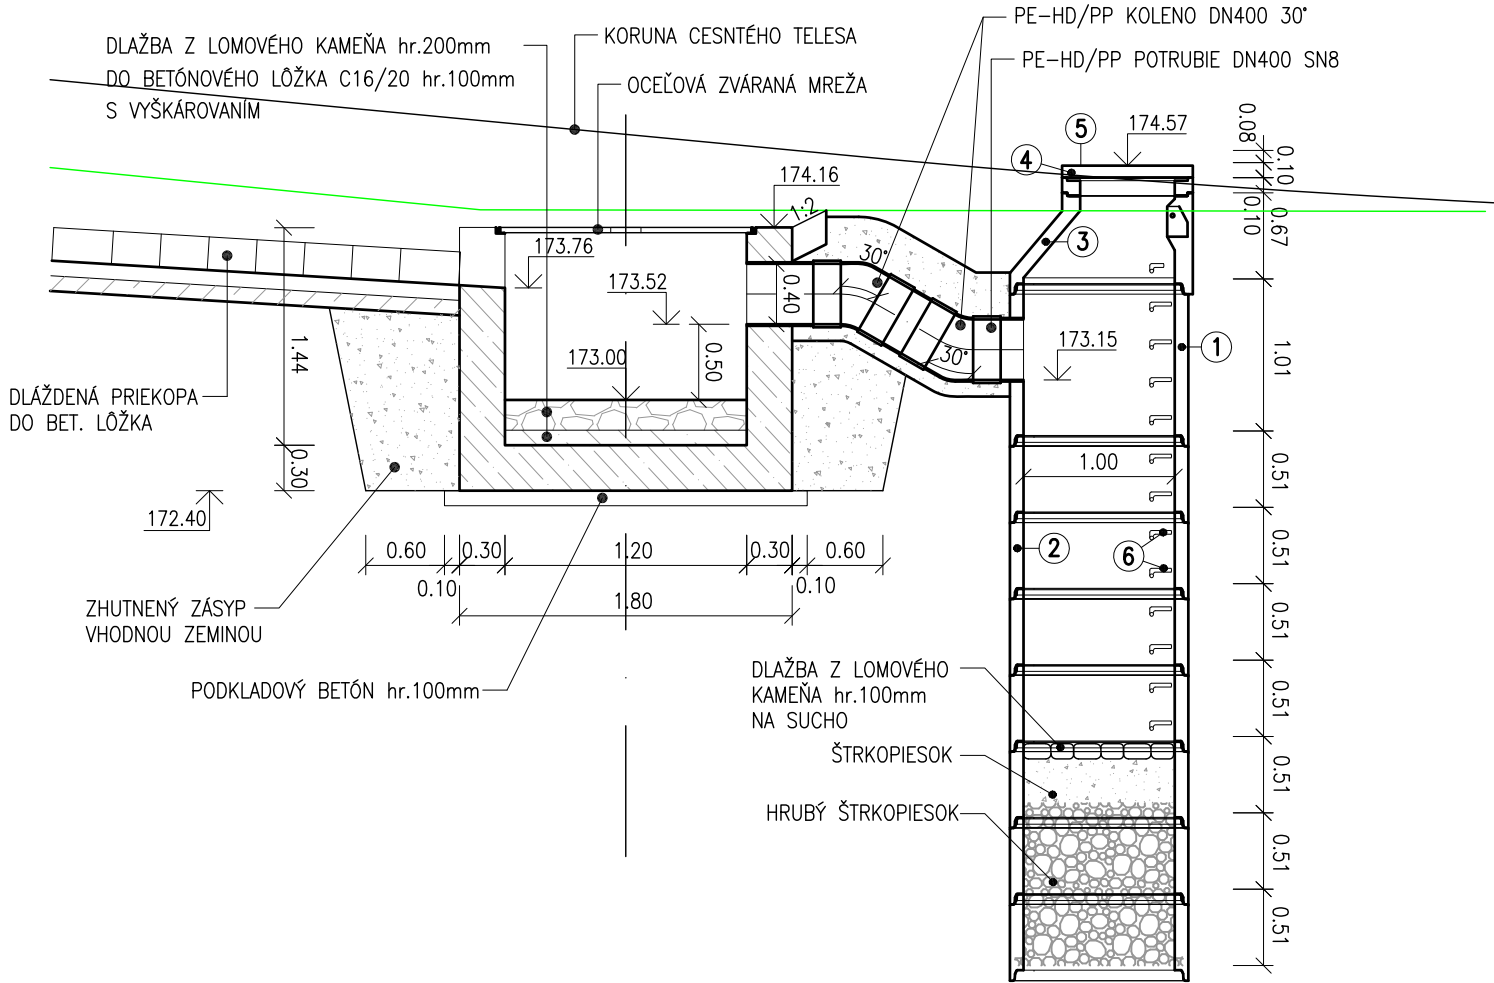 PE-HD/PP KOLENO DN400 30°
DLAŽBA Z LOMOVÉHO KAMEŇA hr.200mm
DO BETÓNOVÉHO LÔŽKA C16/20 hr.100mm
S VYŠKÁROVANÍM
KORUNA CESNTÉHO TELESA
PE-HD/PP POTRUBIE DN400 SN8
OCEĽOVÁ ZVÁRANÁ MREŽA
5
174.57
0.08
0.10
4
174.16
1:2
0.10
0.67
3
173.76
30°
173.52
0.40
173.15
1
1.44
173.00
0.50
30°
1.01
DLÁŽDENÁ PRIEKOPA
DO BET. LÔŽKA
0.30
1.00
0.51
172.40
0.60
0.30
1.20
0.30
0.60
2
6
0.51
0.10
0.10
1.80
ZHUTNENÝ ZÁSYP
VHODNOU ZEMINOU
0.51
PODKLADOVÝ BETÓN hr.100mm
DLAŽBA Z LOMOVÉHO
KAMEŇA hr.100mm
NA SUCHO
0.51
ŠTRKOPIESOK
0.51
HRUBÝ ŠTRKOPIESOK
0.51
0.51